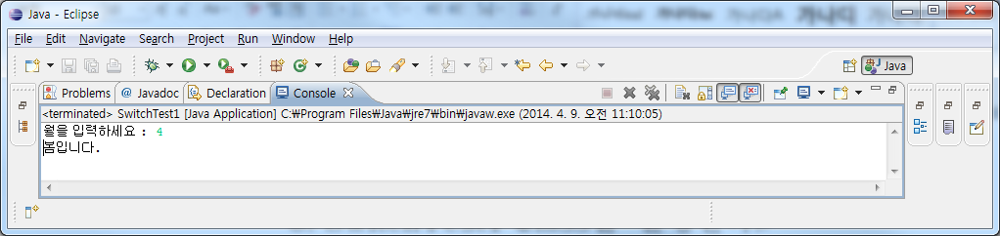 Java - Eclipse
File Edit Navigate Search Project Run Window Help
Java
Problems @ Javadoc Declaration Console
<terminated> SwitchTest1 [Java Application] C:₩Program Files₩Java₩jre7₩bin₩javaw.exe (2014. 4. 9. 오전 11:10:05)
월을 입력하세요 : 4
봄입니다.